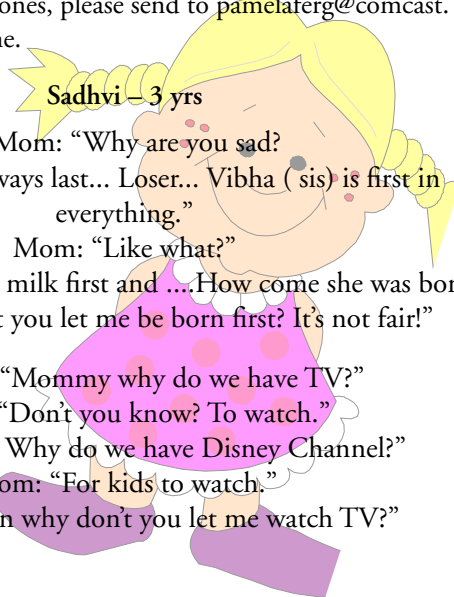 ones, please send to pamelaferg@comcast.
ne.
Sadhvi – 3 yrs
Mom: “Why are you sad?
ways last... Loser... Vibha ( sis) is first in
everything.”
Mom: “Like what?”
milk first and ....How come she was bor
t you let me be born first? It’s not fair!”
“Mommy why do we have TV?”
“Don’t you know? To watch.”
Why do we have Disney Channel?”
om: “For kids to watch.”
n why don’t you let me watch TV?”